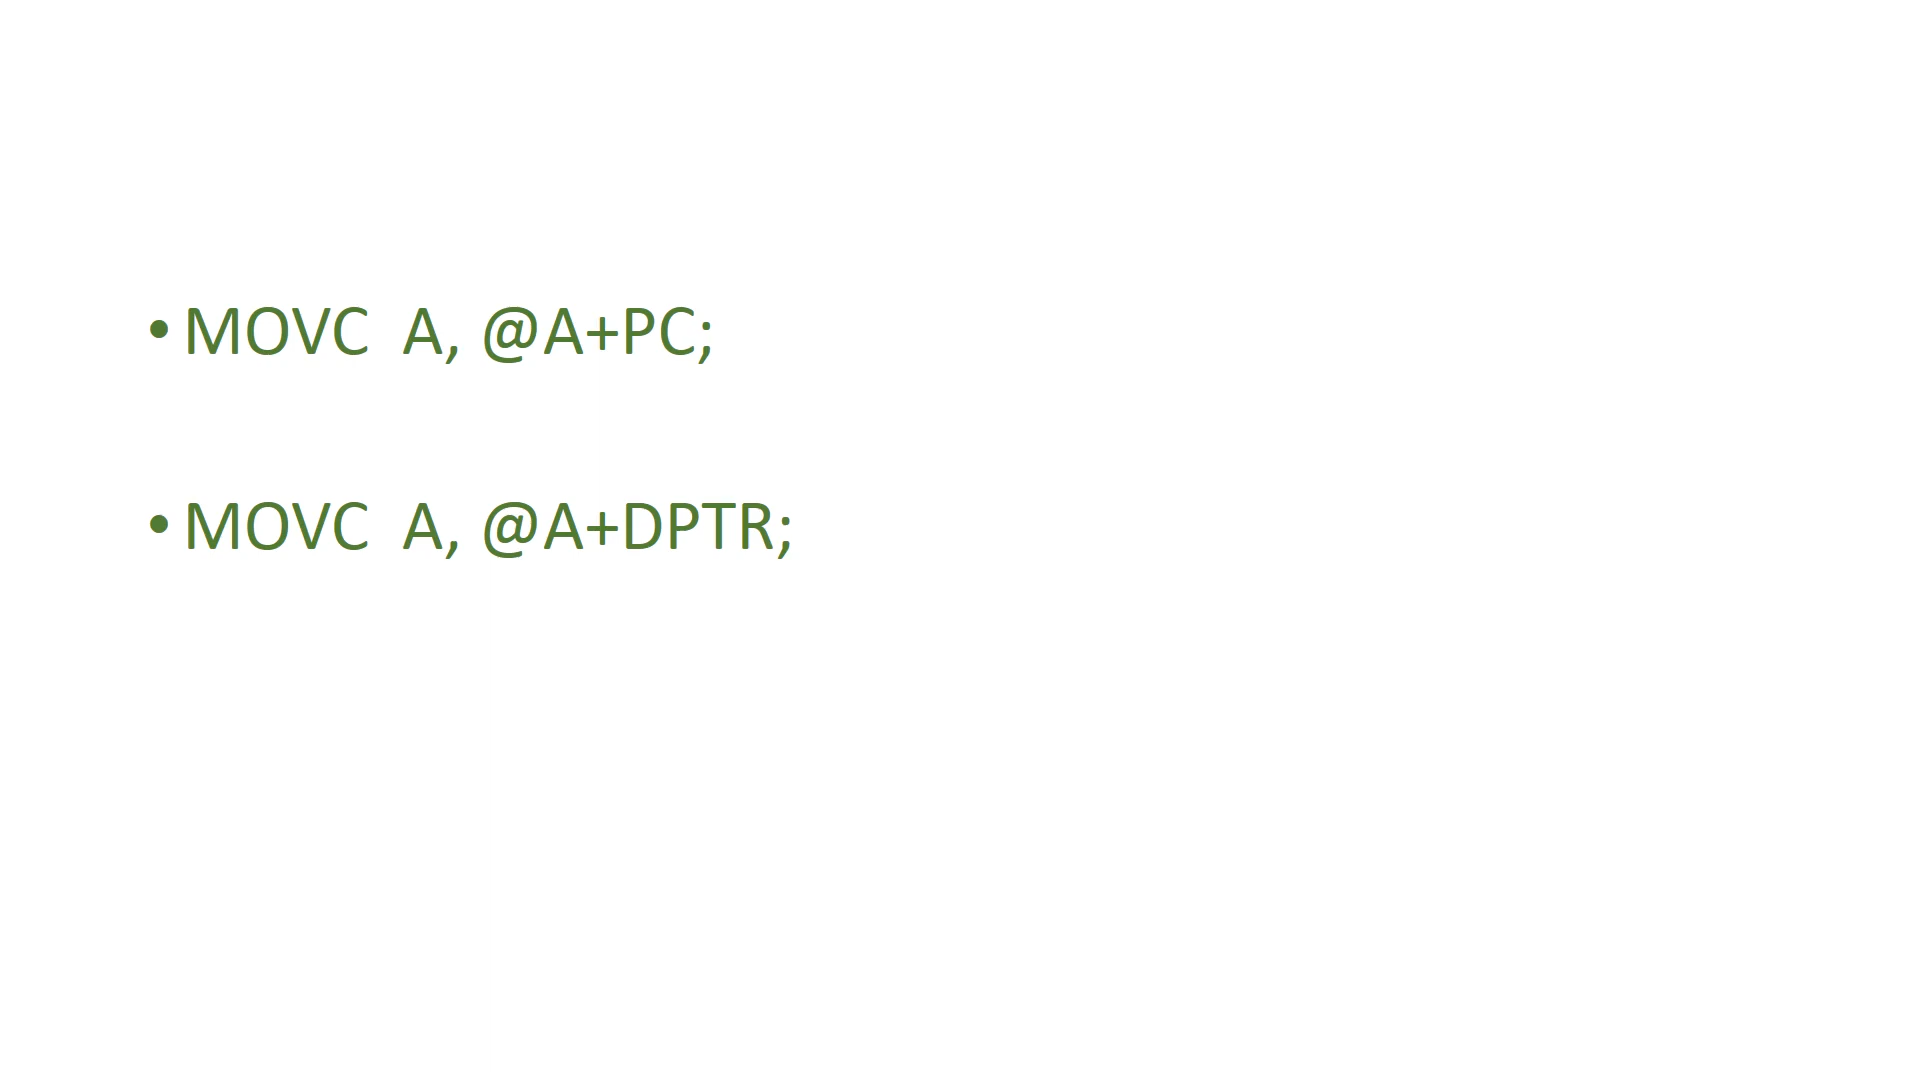 • MOVC  A, @A+PC;
• MOVC  A, @A+DPTR;